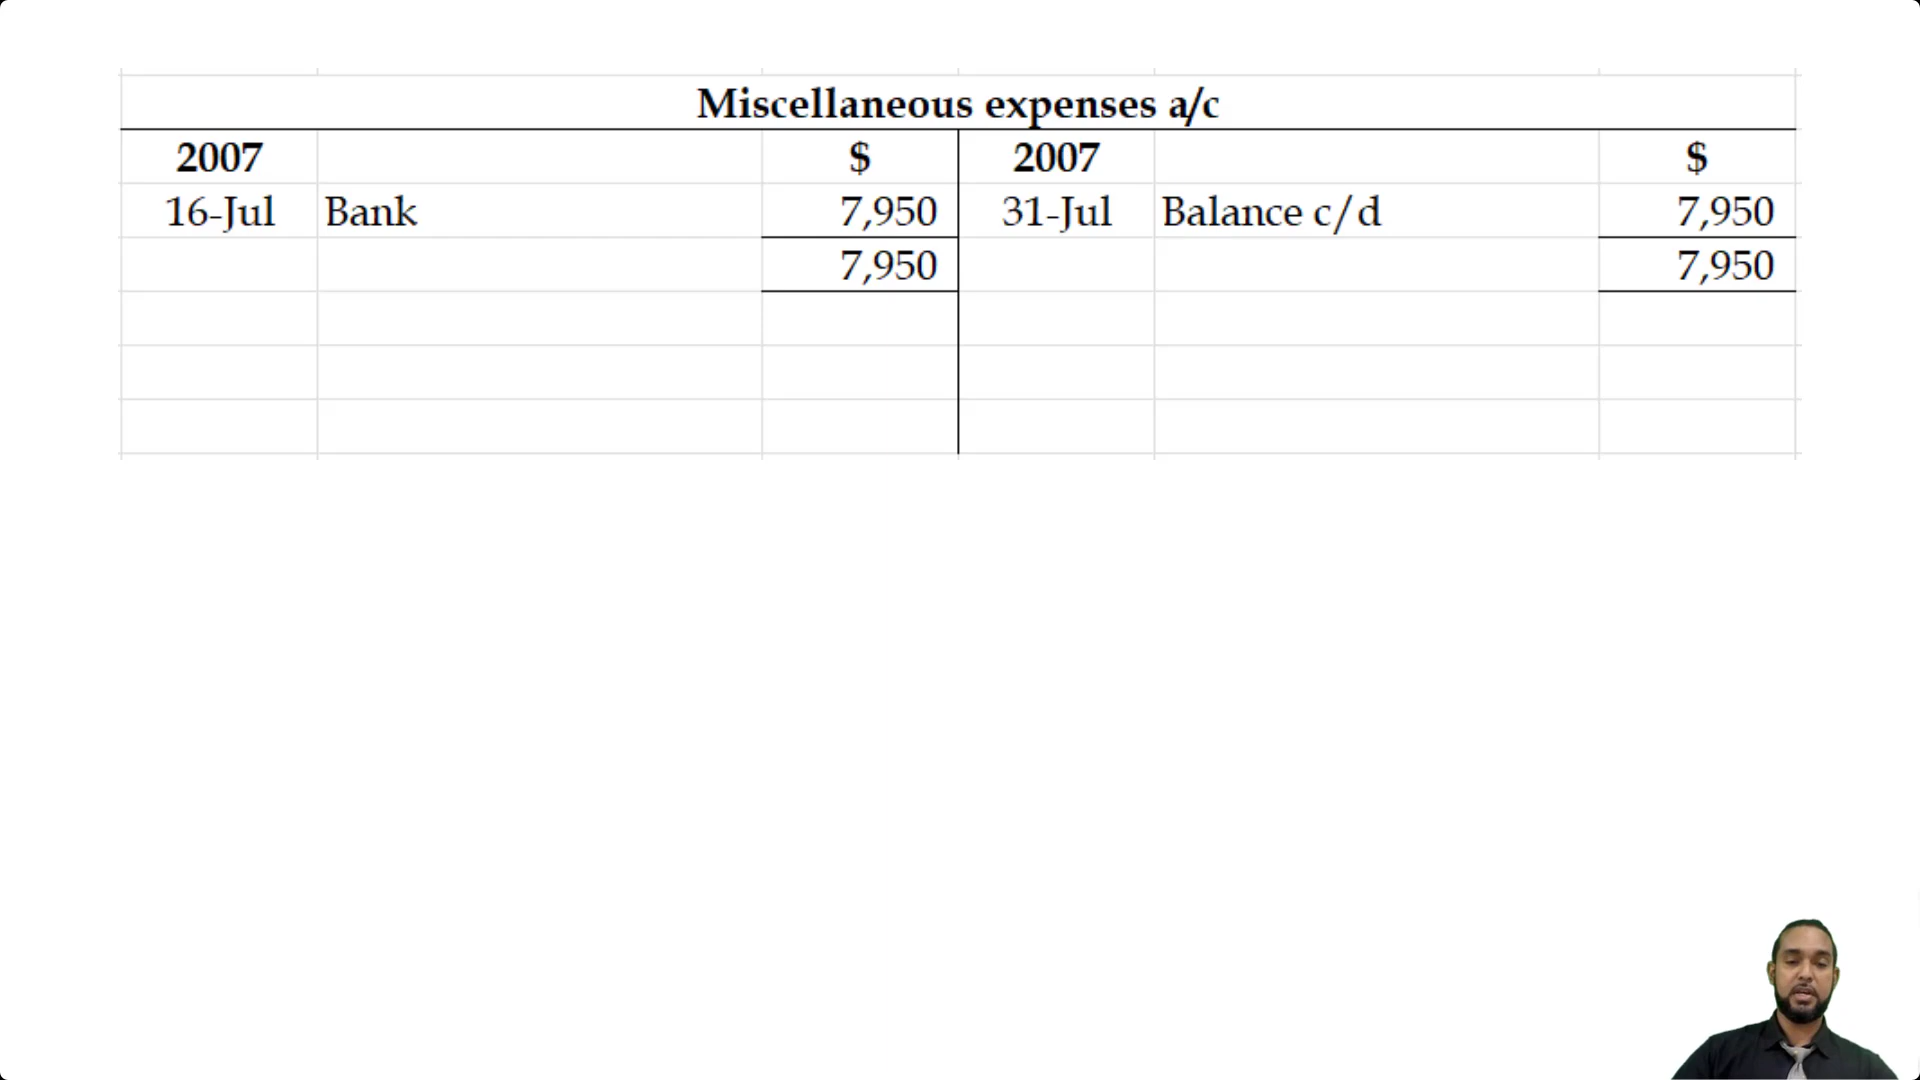 Miscellaneous expenses a/c
2007 $ 2007 $
16-Jul Bank 7,950 31-Jul Balance c/d 7,950
7,950 7,950